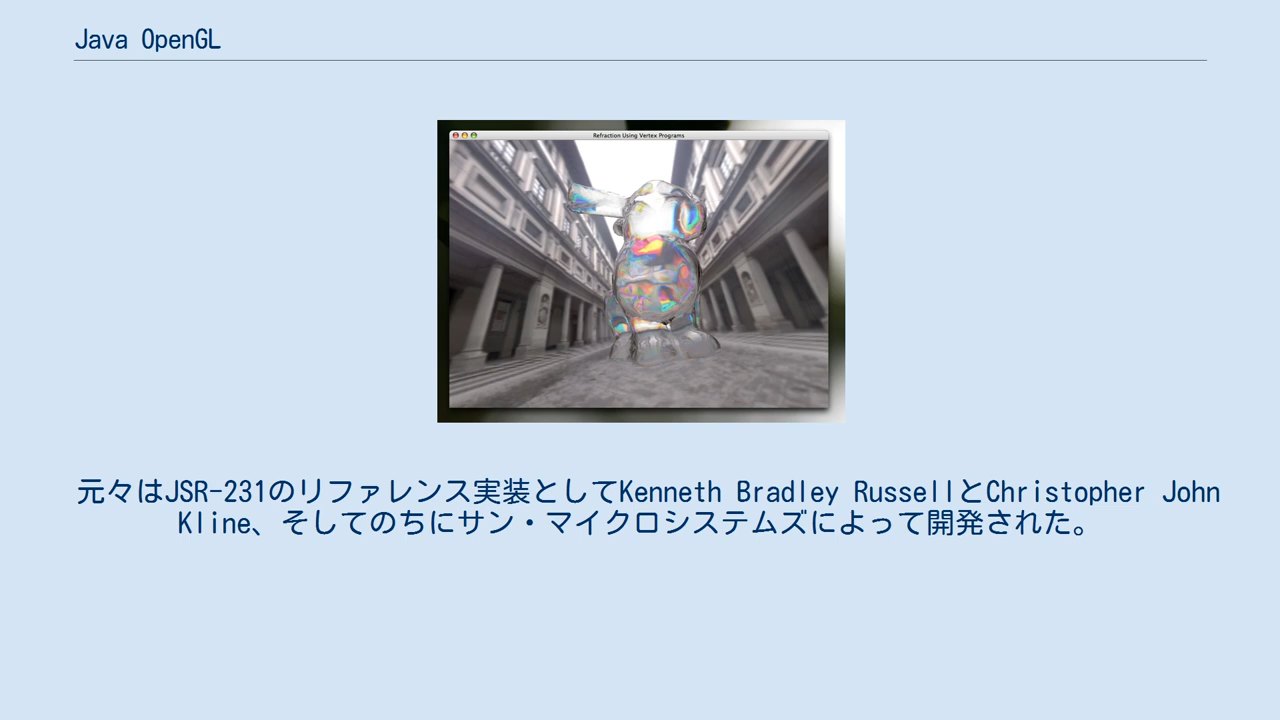 Java OpenGL
Refraction Using Vertex Programs
元々はJSR-231のリファレンス実装としてKenneth Bradley RussellとChristopher John
Kline、そしてのちにサン・マイクロシステムズによって開発された。